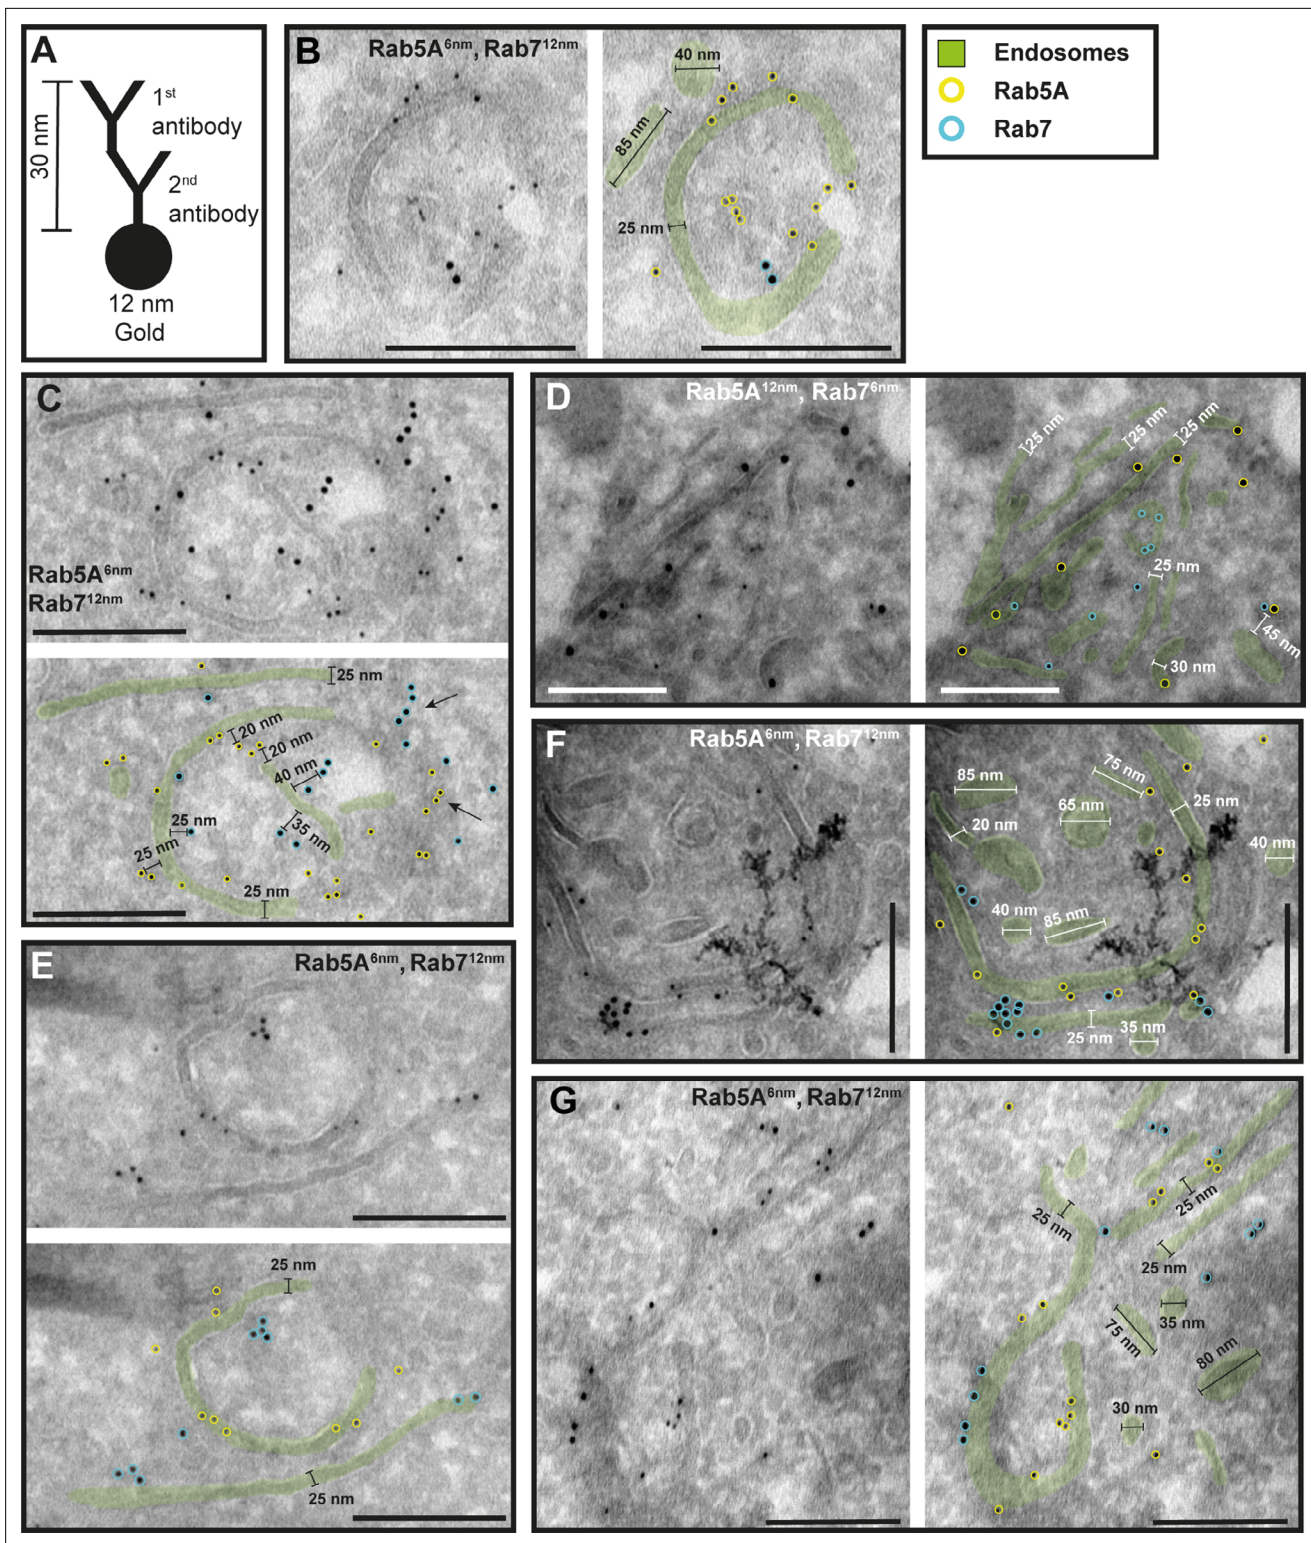 A
1st
antibody
30 nm
2nd
antibody
12 nm
Gold
B
Rab5A6nm, Rab712nm
40 nm
85 nm
25 nm
Endosomes
Rab5A
Rab7
C
Rab5A6nm
Rab712nm
25 nm
20 nm
20 nm
40 nm
25 nm
35 nm
25 nm
25 nm
D
Rab5A12nm, Rab76nm
25 nm
25 nm
25 nm
25 nm
45 nm
30 nm
E
Rab5A6nm, Rab712nm
25 nm
25 nm
F
Rab5A6nm, Rab712nm
85 nm
75 nm
25 nm
65 nm
20 nm
40 nm
40 nm
85 nm
25 nm
35 nm
G
Rab5A6nm, Rab712nm
25 nm
25 nm
25 nm
35 nm
75 nm
80 nm
30 nm